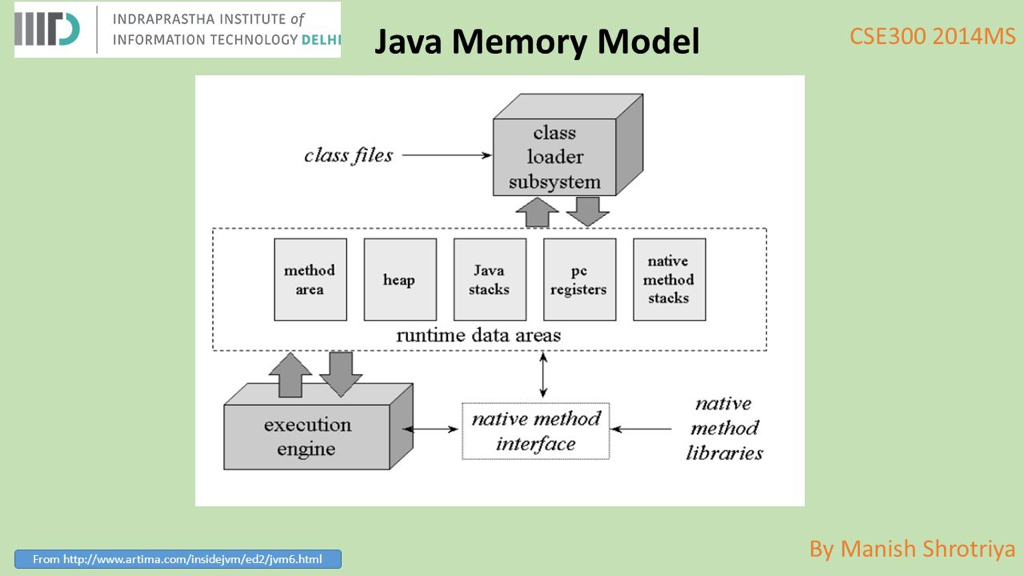 INDRAPRASTHA INSTITUTE of
INFORMATION TECHNOLOGY DELHI
Java Memory Model
CSE300 2014MS
class files
class
loader
subsystem
method
area
heap
Java
stacks
pc
registers
native
method
stacks
runtime data areas
execution
engine
native method
interface
native
method
libraries
From http://www.artima.com/insidejvm/ed2/jvm6.html
By Manish Shrotriya